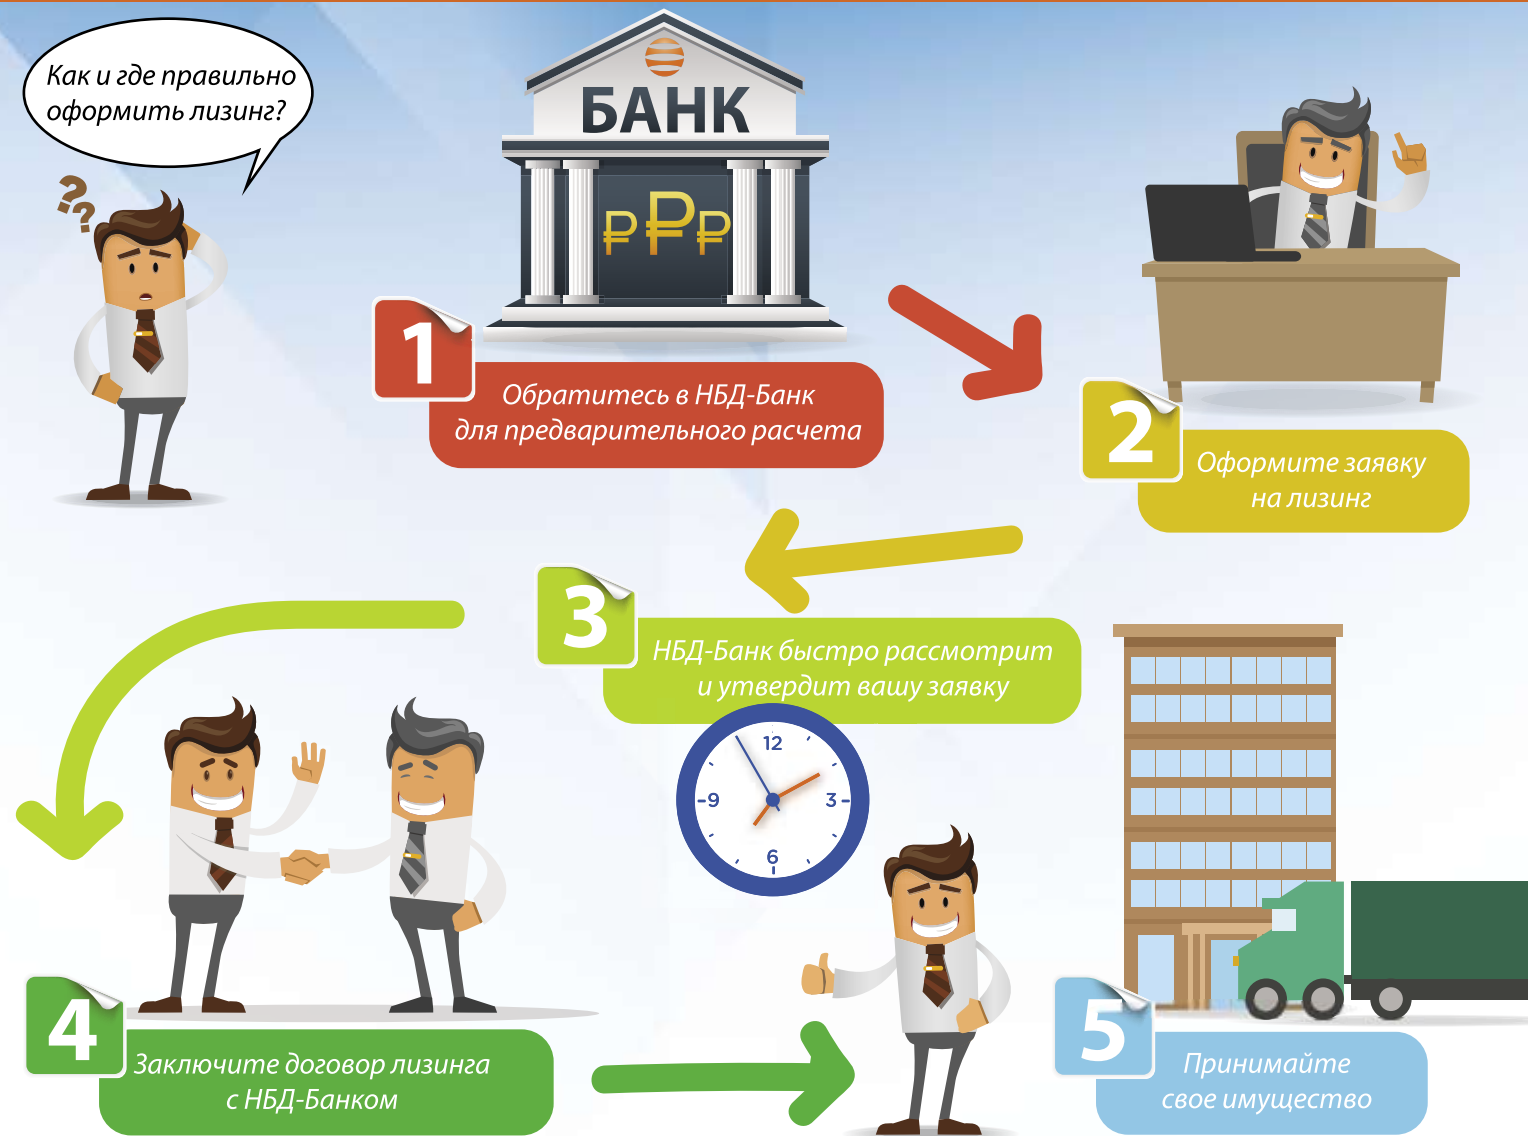 Как и где правильно
оформить лизинг?
??
БАНК
₽₽₽
1
Обратитесь в НБД-Банк
для предварительного расчета
2
Оформите заявку
на лизинг
3
НБД-Банк быстро рассмотрит
и утвердит вашу заявку
12
9 3
6
4
Заключите договор лизинга
с НБД-Банком
5
Принимайте
свое имущество